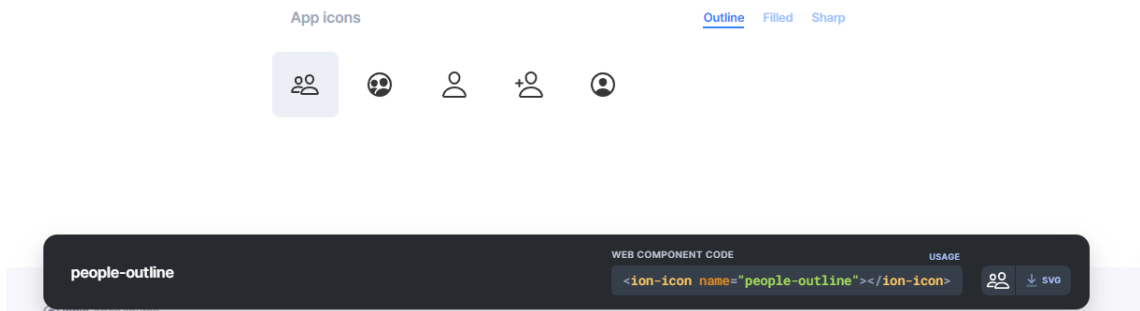 App icons
Outline Filled Sharp
people-outline
WEB COMPONENT CODE
USAGE
<ion-icon name="people-outline"></ion-icon>
SVG